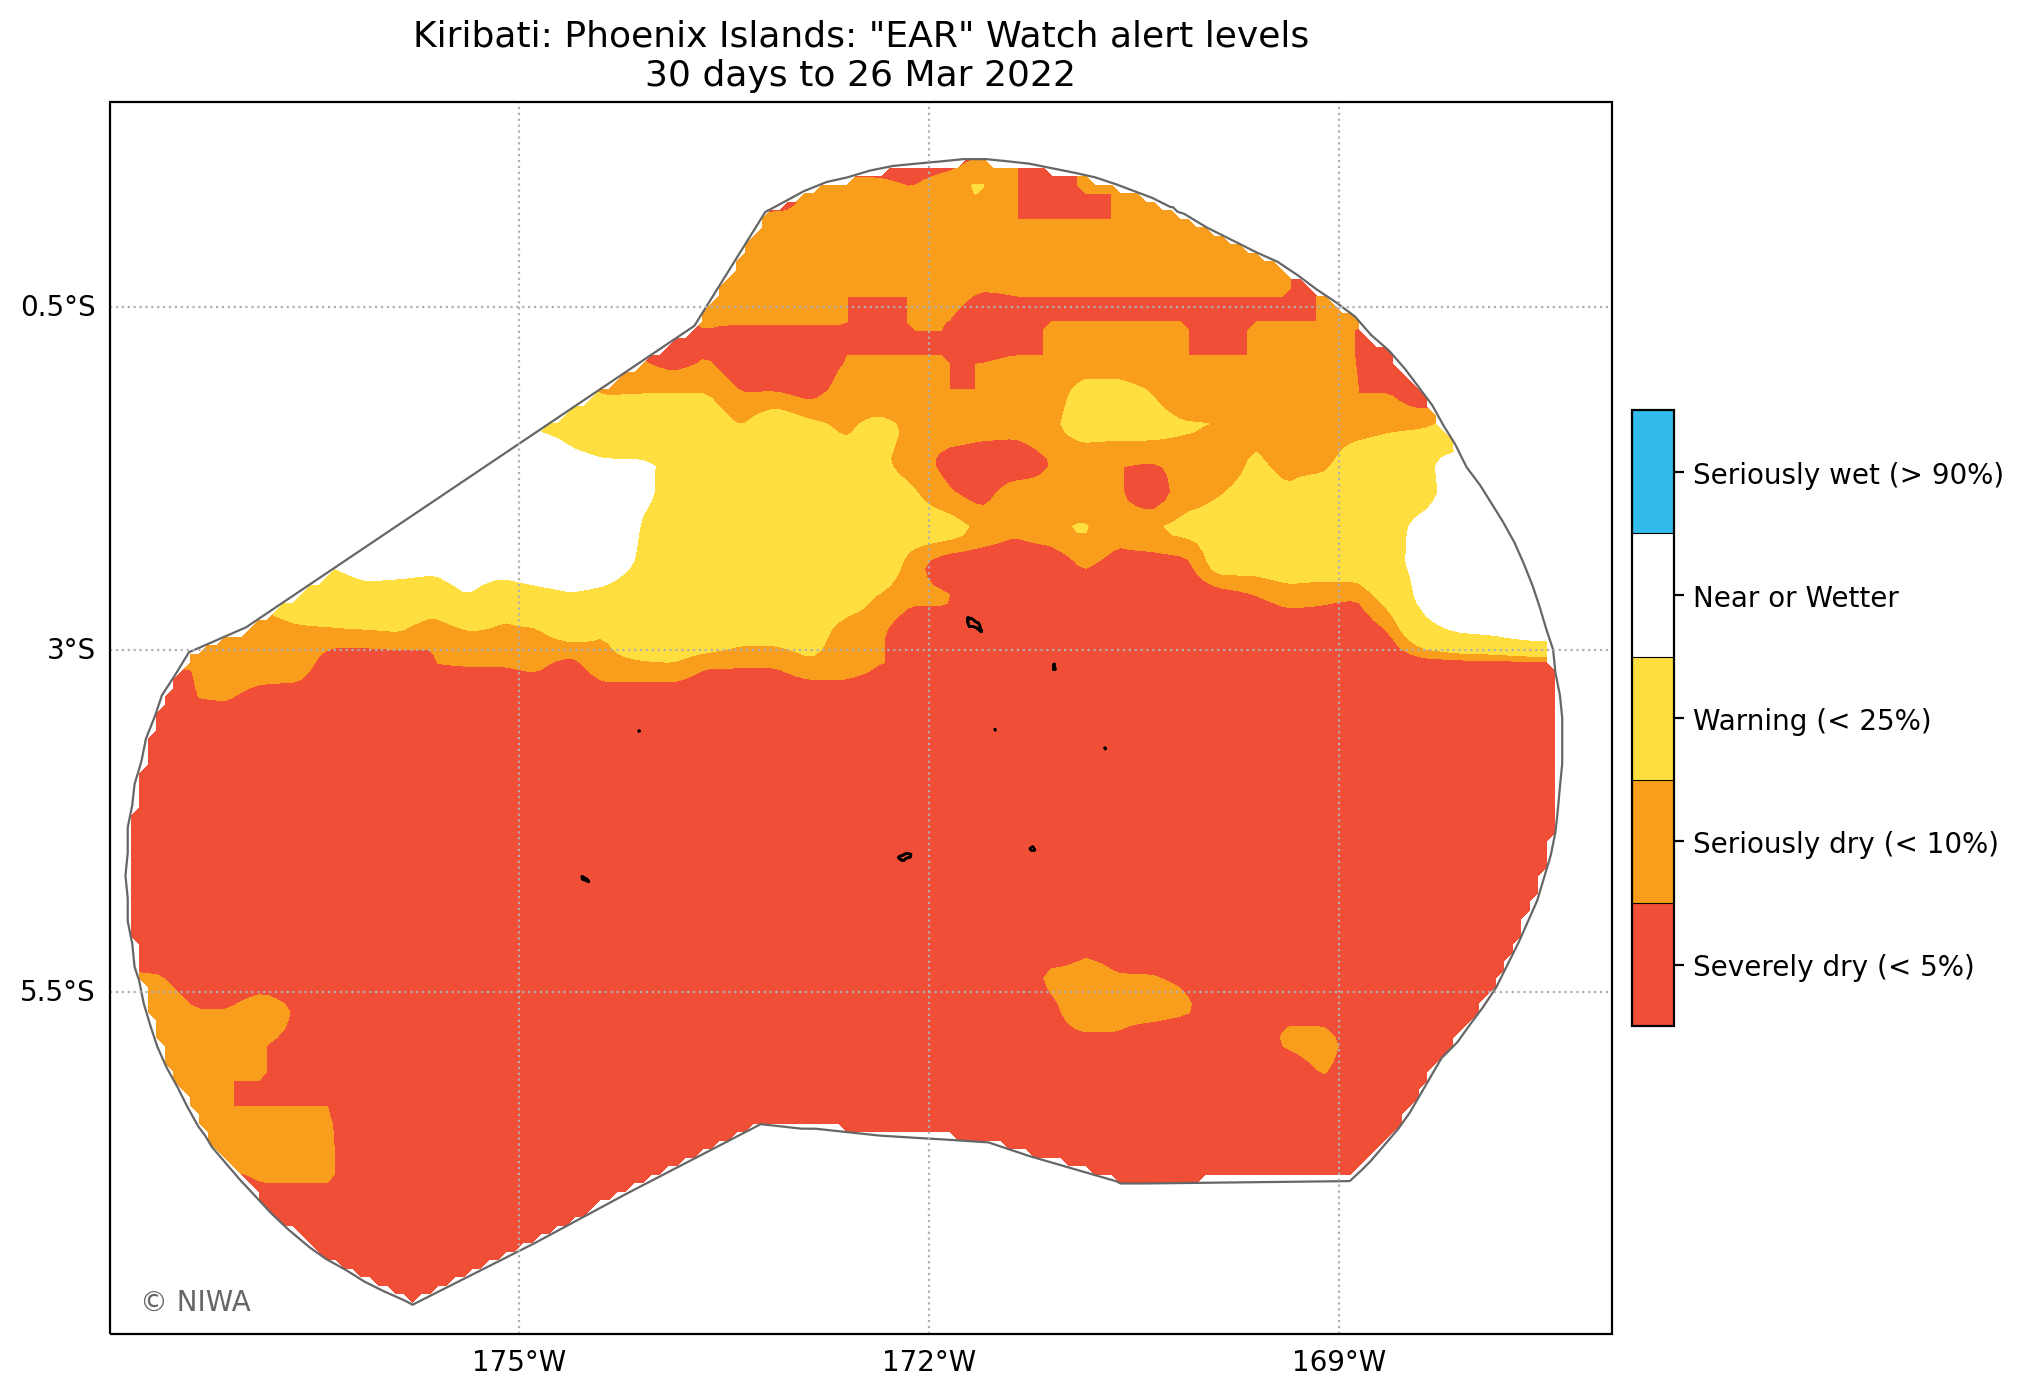 Kiribati: Phoenix Islands: "EAR" Watch alert levels
30 days to 26 Mar 2022
0.5°S
3°S
5.5°S
175°W
172°W
169°W
Seriously wet (> 90%)
Near or Wetter
Warning (< 25%)
Seriously dry (< 10%)
Severely dry (< 5%)
© NIWA